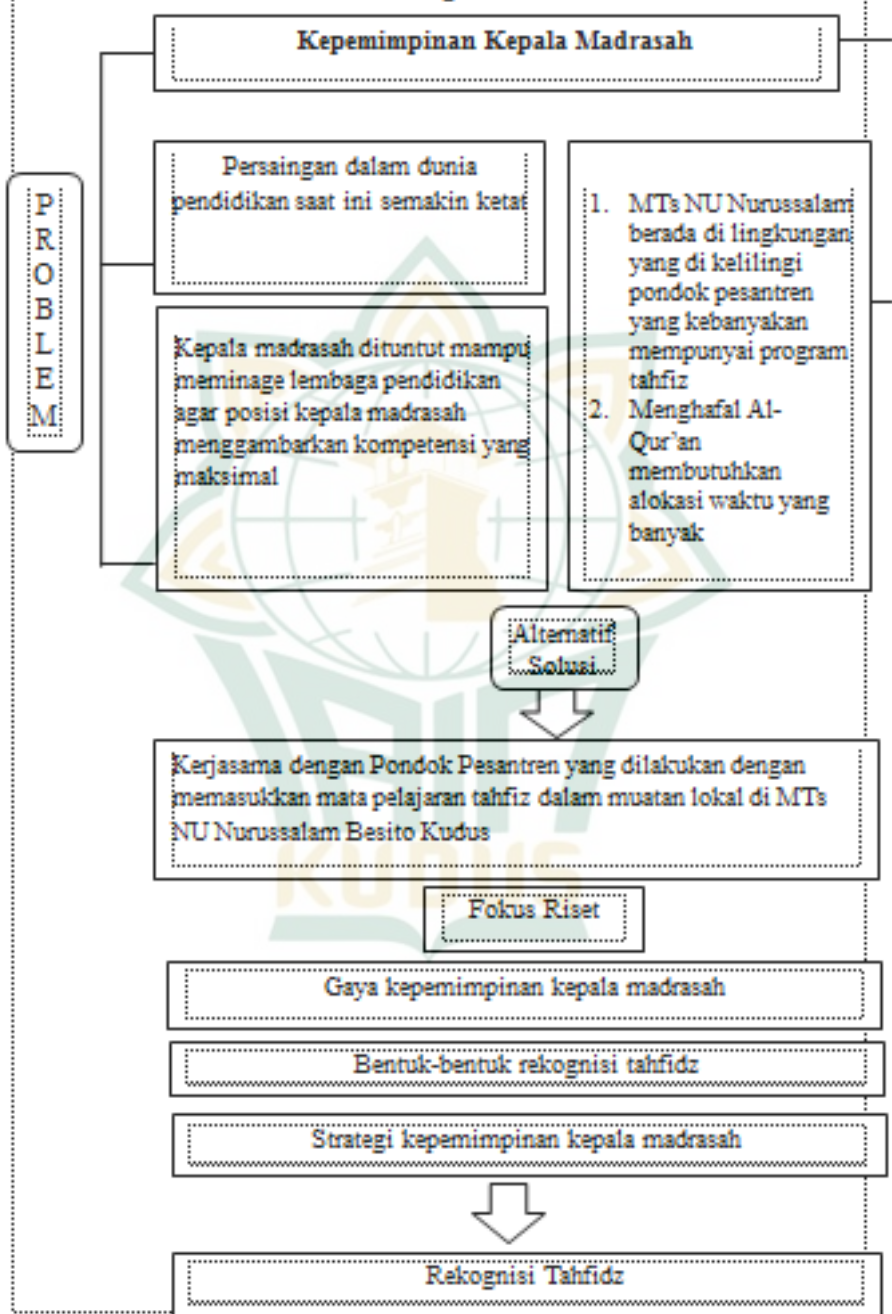 Kepemimpinan Kepala Madrasah
PROBLEM
Persaingan dalam dunia
pendidikan saat ini semakin ketat
Kepala madrasah dituntut mampu
meminage lembaga pendidikan
agar posisi kepala madrasah
menggambarkan kompetensi yang
maksimal
1. MTs NU Nurussalam
berada di lingkungan
yang di kelilingi
pondok pesantren
yang kebanyakan
mempunyai program
tahfiz
2. Menghafal Al-
Qur`an
membutuhkan
alokasi waktu yang
banyak
Alternatif
Solusi
Kerjasama dengan Pondok Pesantren yang dilakukan dengan
memasukkan mata pelajaran tahfiz dalam muatan lokal di MTs
NU Nurussalam Besito Kudus
KUDUS
Fokus Riset
Gaya kepemimpinan kepala madrasah
Bentuk-bentuk rekognisi tahfidz
Strategi kepemimpinan kepala madrasah
Rekognisi Tahfidz